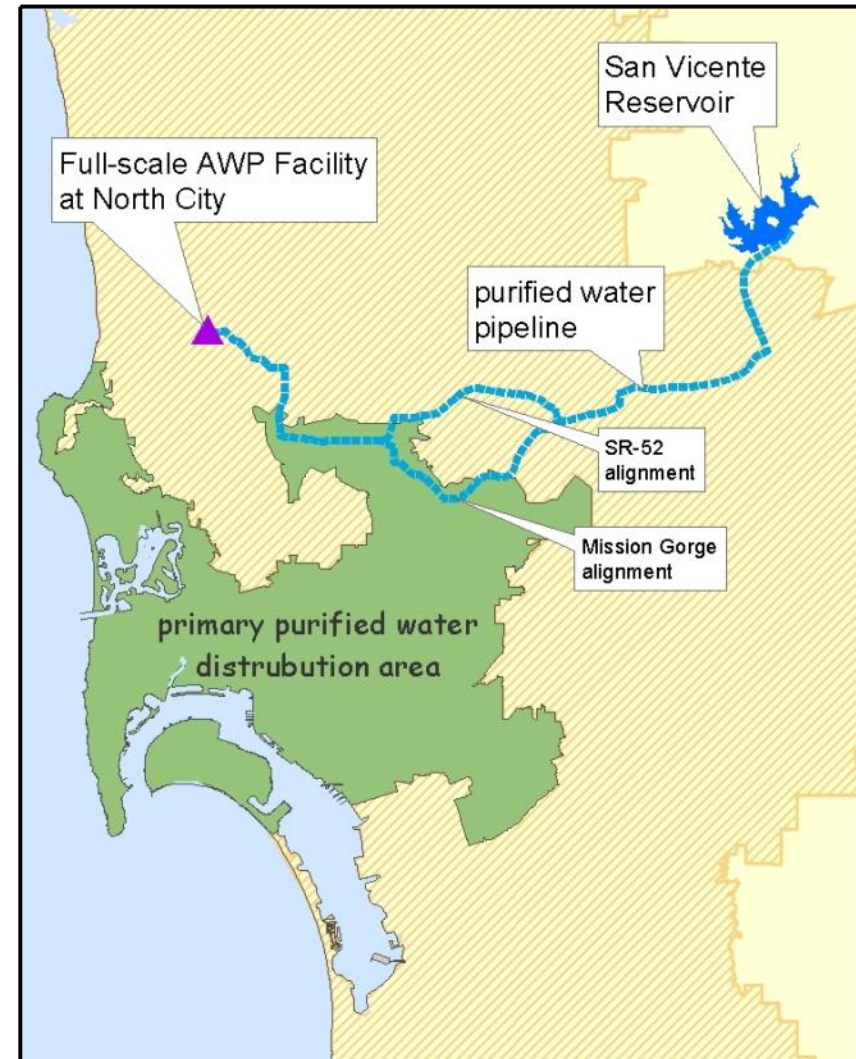 San Vicente
Reservoir
Full-scale AWP Facility
at North City
purified water
pipeline
SR-52
alignment
Mission Gorge
alignment
primary purified water
distrubution area